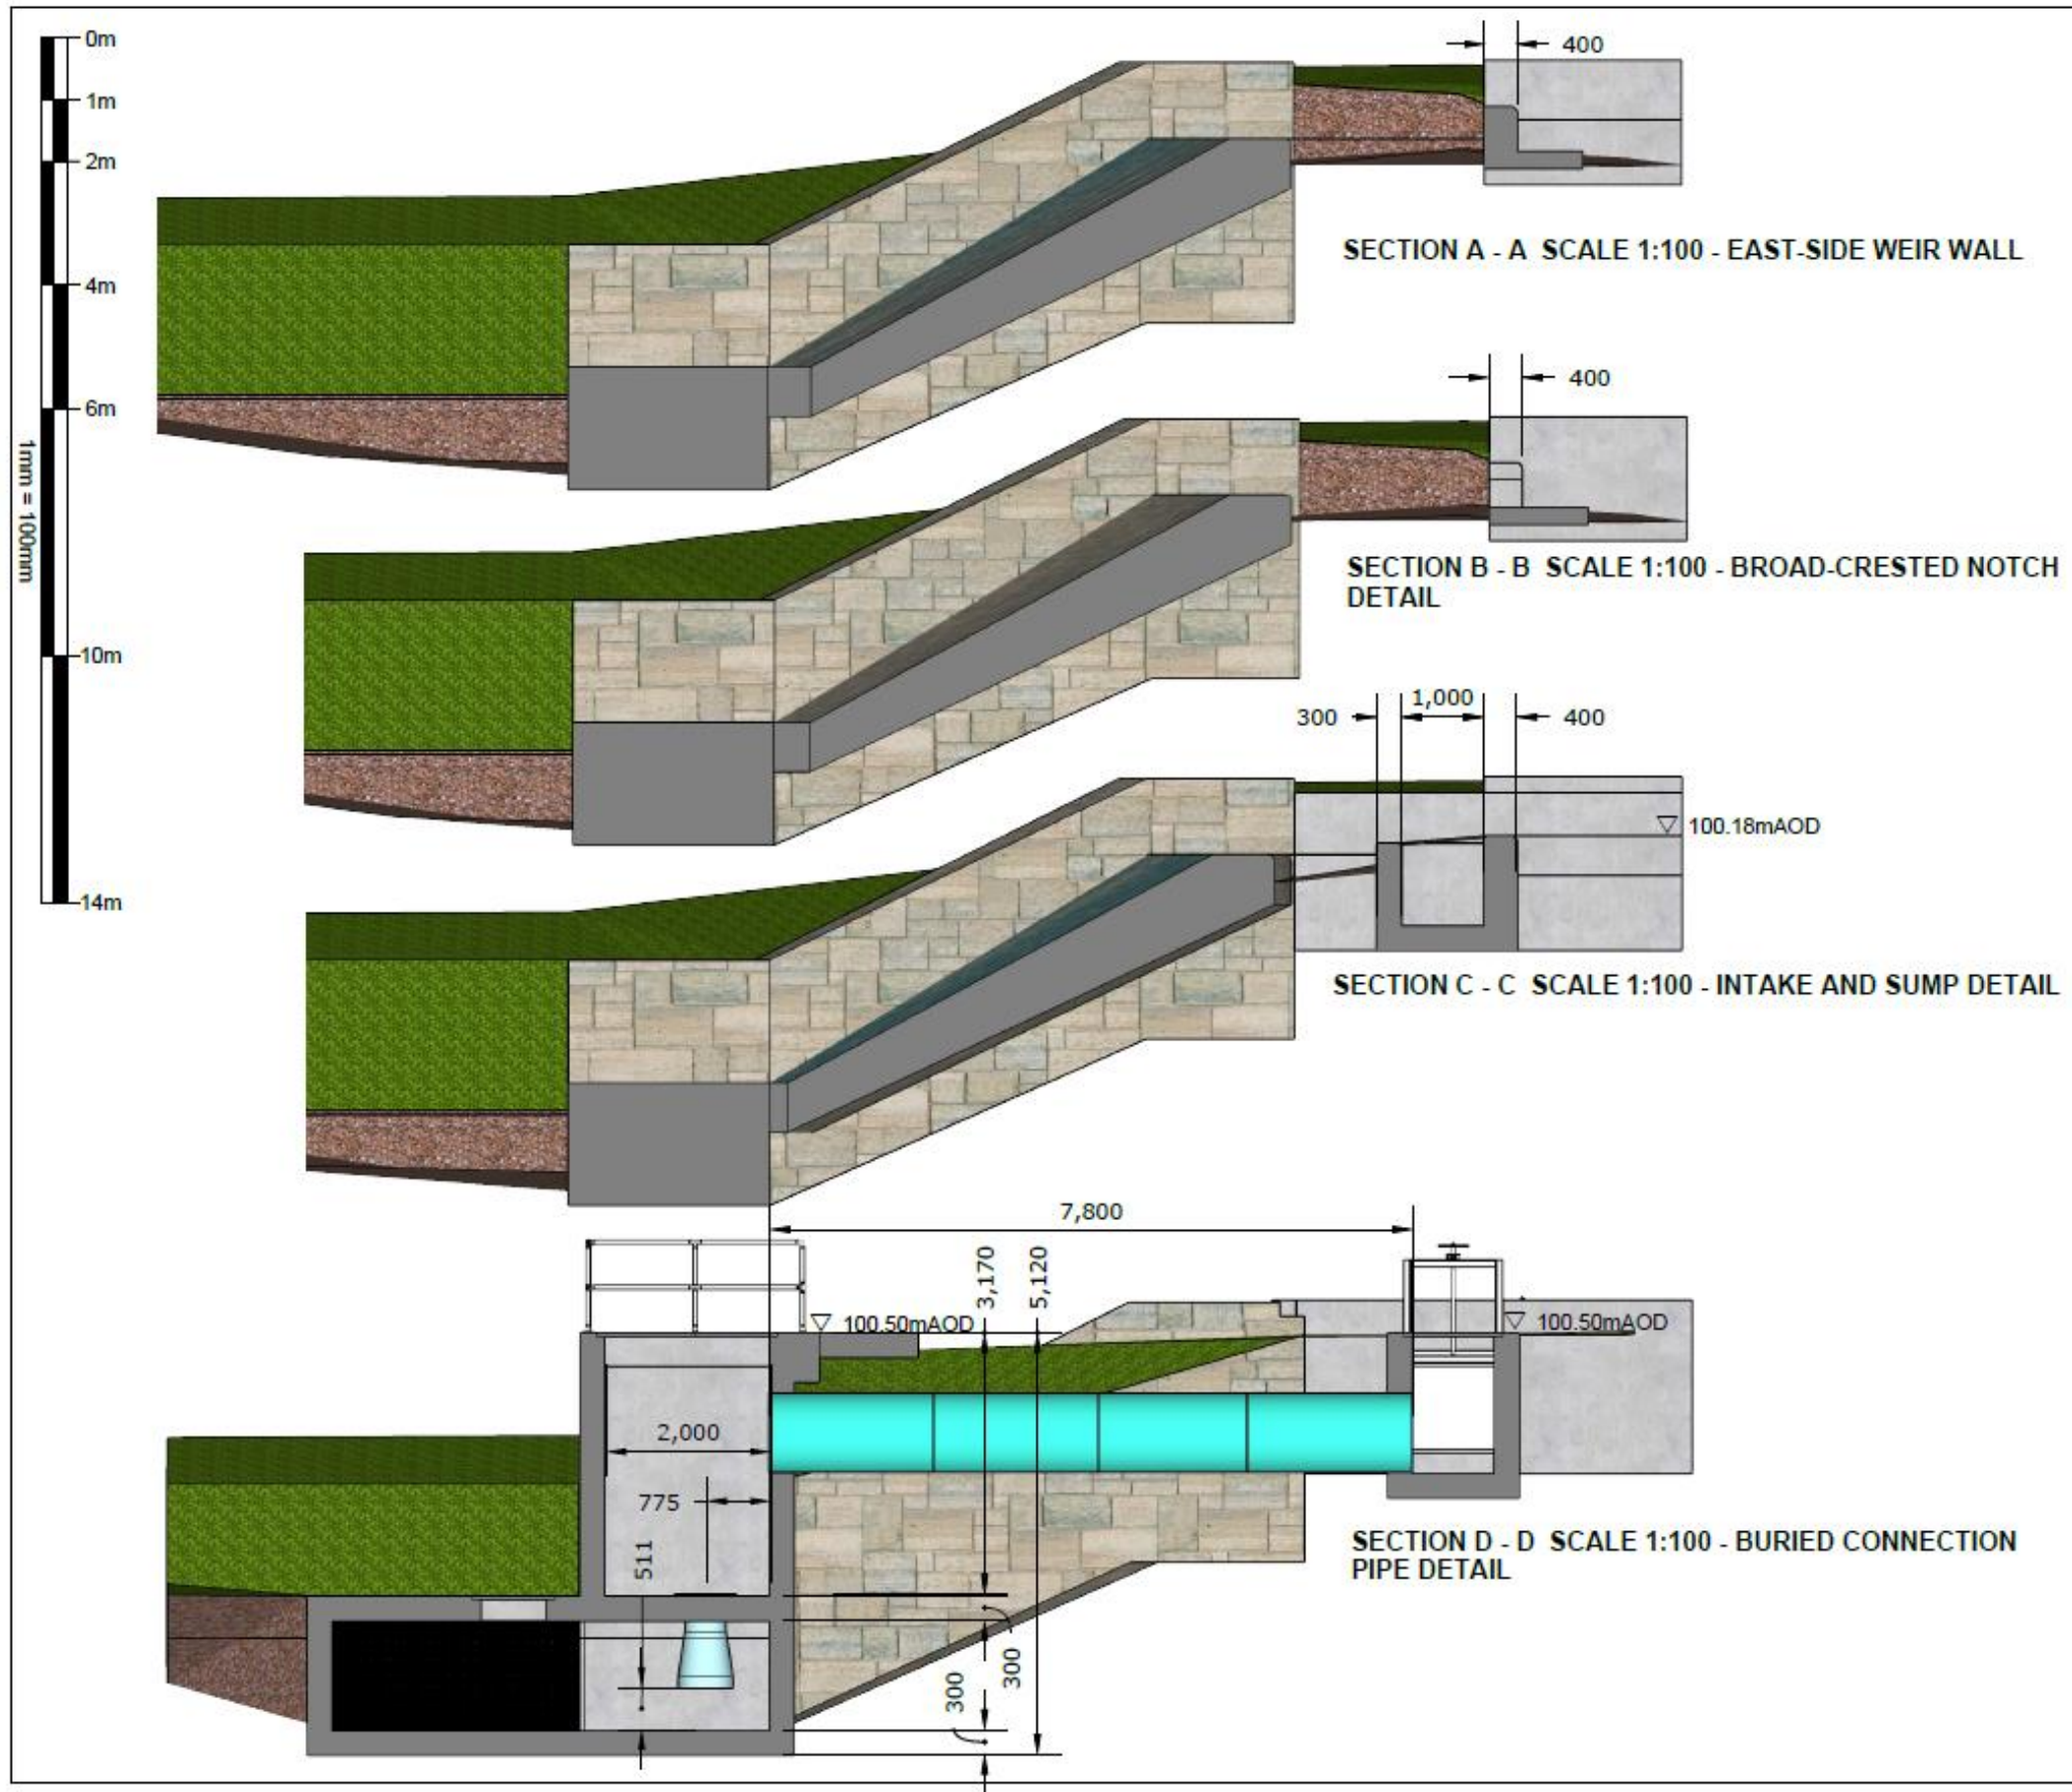 0m
1m
2m
4m
6m
10m
14m
1mm = 100mm
400
SECTION A - A  SCALE 1:100 - EAST-SIDE WEIR WALL
400
SECTION B - B  SCALE 1:100 - BROAD-CRESTED NOTCH
DETAIL
300
1,000
400
100.18mAOD
SECTION C - C  SCALE 1:100 - INTAKE AND SUMP DETAIL
7,800
3,170
5,120
100.50mAOD
100.50mAOD
2,000
775
511
300
300
SECTION D - D  SCALE 1:100 - BURIED CONNECTION
PIPE DETAIL